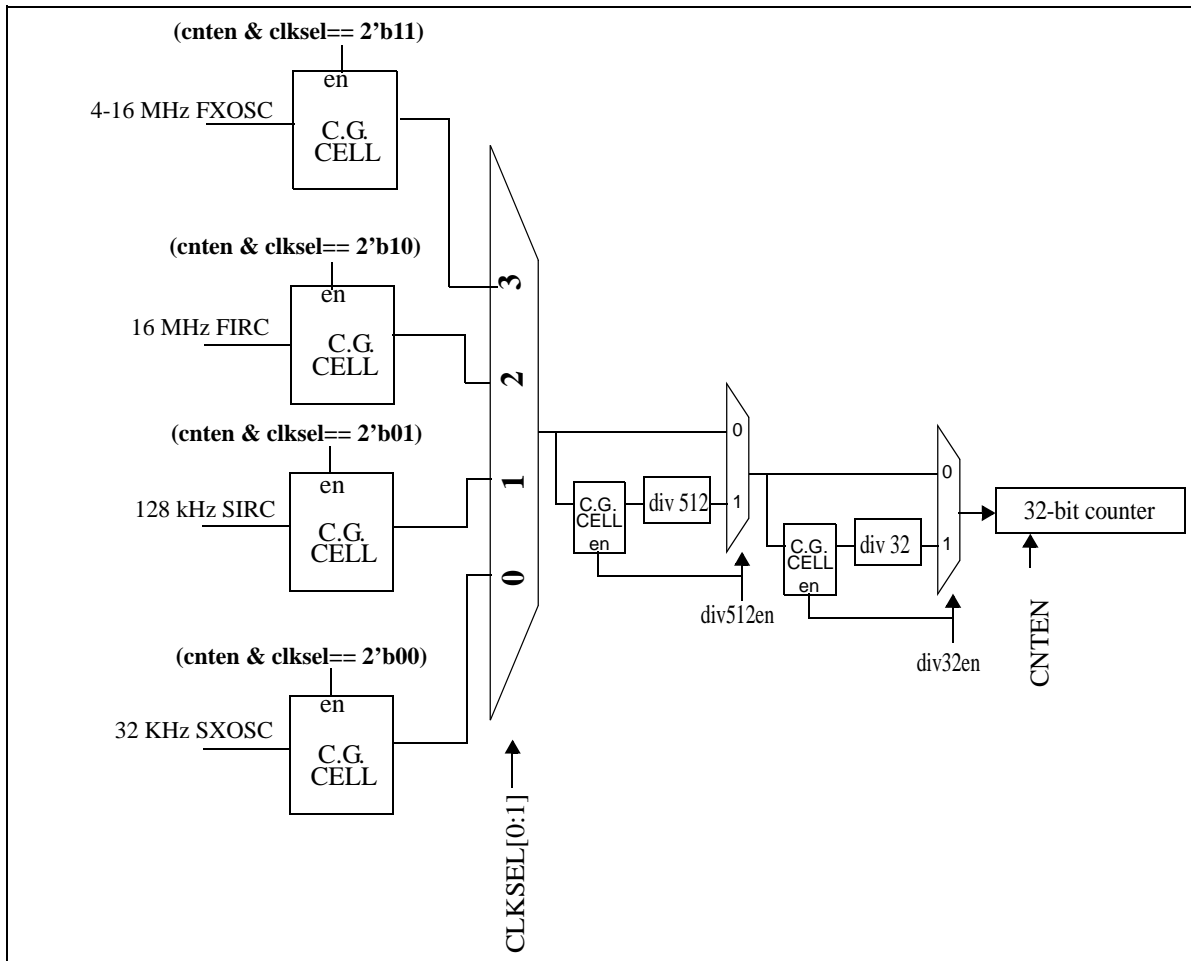 (cnten & clksel== 2’b11)
en
4-16 MHz FXOSC
C.G.
CELL
(cnten & clksel== 2’b10)
en
16 MHz FIRC
C.G.
CELL
(cnten & clksel== 2’b01)
en
128 kHz SIRC
C.G.
CELL
(cnten & clksel== 2’b00)
en
32 KHz SXOSC
C.G.
CELL
3
2
1
0
CLKSEL[0:1]
C.G.
CELL
en
div 512
0
1
div512en
C.G.
CELL
en
div 32
0
1
div32en
32-bit counter
CNTEN